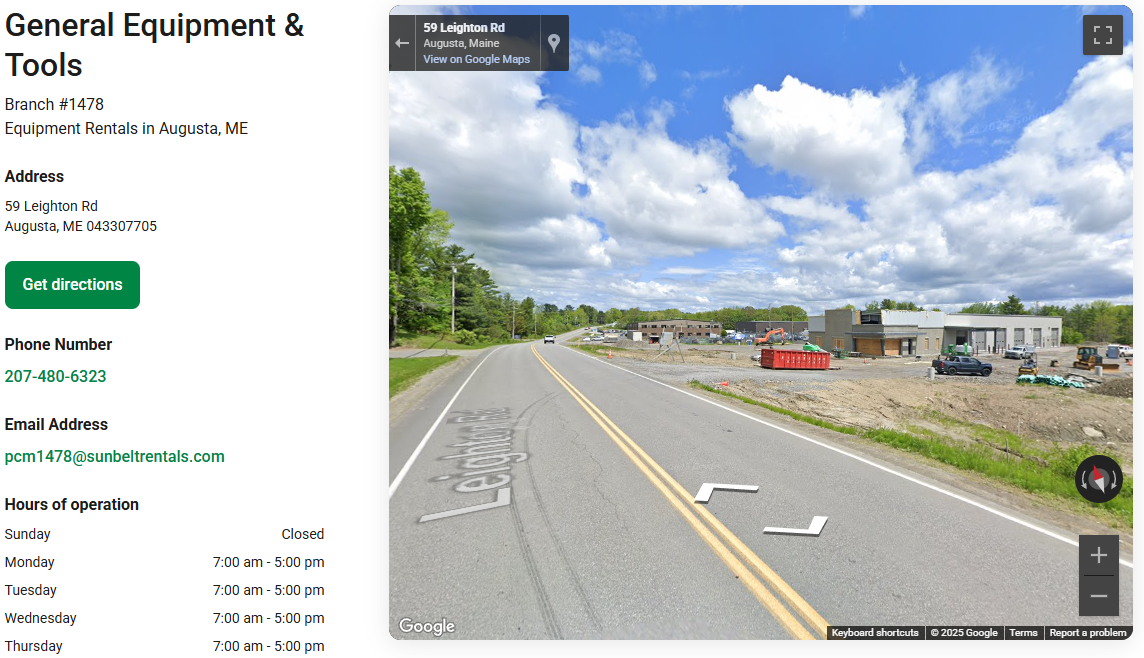 General Equipment &
Tools
Branch #1478
Equipment Rentals in Augusta, ME
Address
59 Leighton Rd
Augusta, ME 043307705
Get directions
Phone Number
207-480-6323
Email Address
pcm1478@sunbeltrentals.com
Hours of operation
Sunday Closed
Monday 7:00 am - 5:00 pm
Tuesday 7:00 am - 5:00 pm
Wednesday 7:00 am - 5:00 pm
Thursday 7:00 am - 5:00 pm
59 Leighton Rd
Augusta, Maine
View on Google Maps
Leighton Rd
Google
Keyboard shortcuts © 2025 Google Terms Report a problem